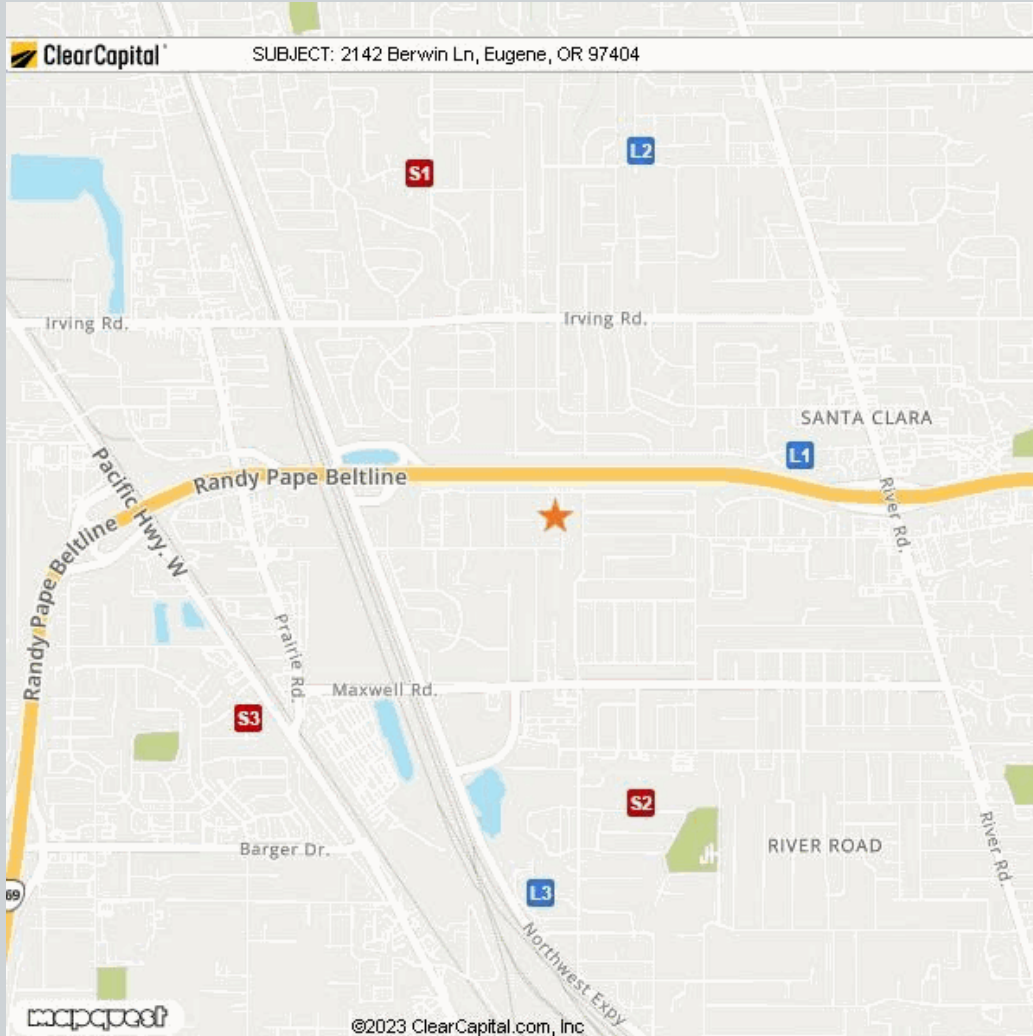 ClearCapital
SUBJECT: 2142 Berwin Ln, Eugene, OR 97404
L2
S1
Irving Rd.
Irving Rd.
SANTA CLARA
L1
Randy Pape Beltline
Pacific Hwy. W
River Rd.
Randy Pape Beltline
Prairie Rd.
Maxwell Rd.
S3
S2
River Rd.
RIVER ROAD
Barger Dr.
L3
69
Northwest Expy
mapquest
©2023 ClearCapital.com, Inc